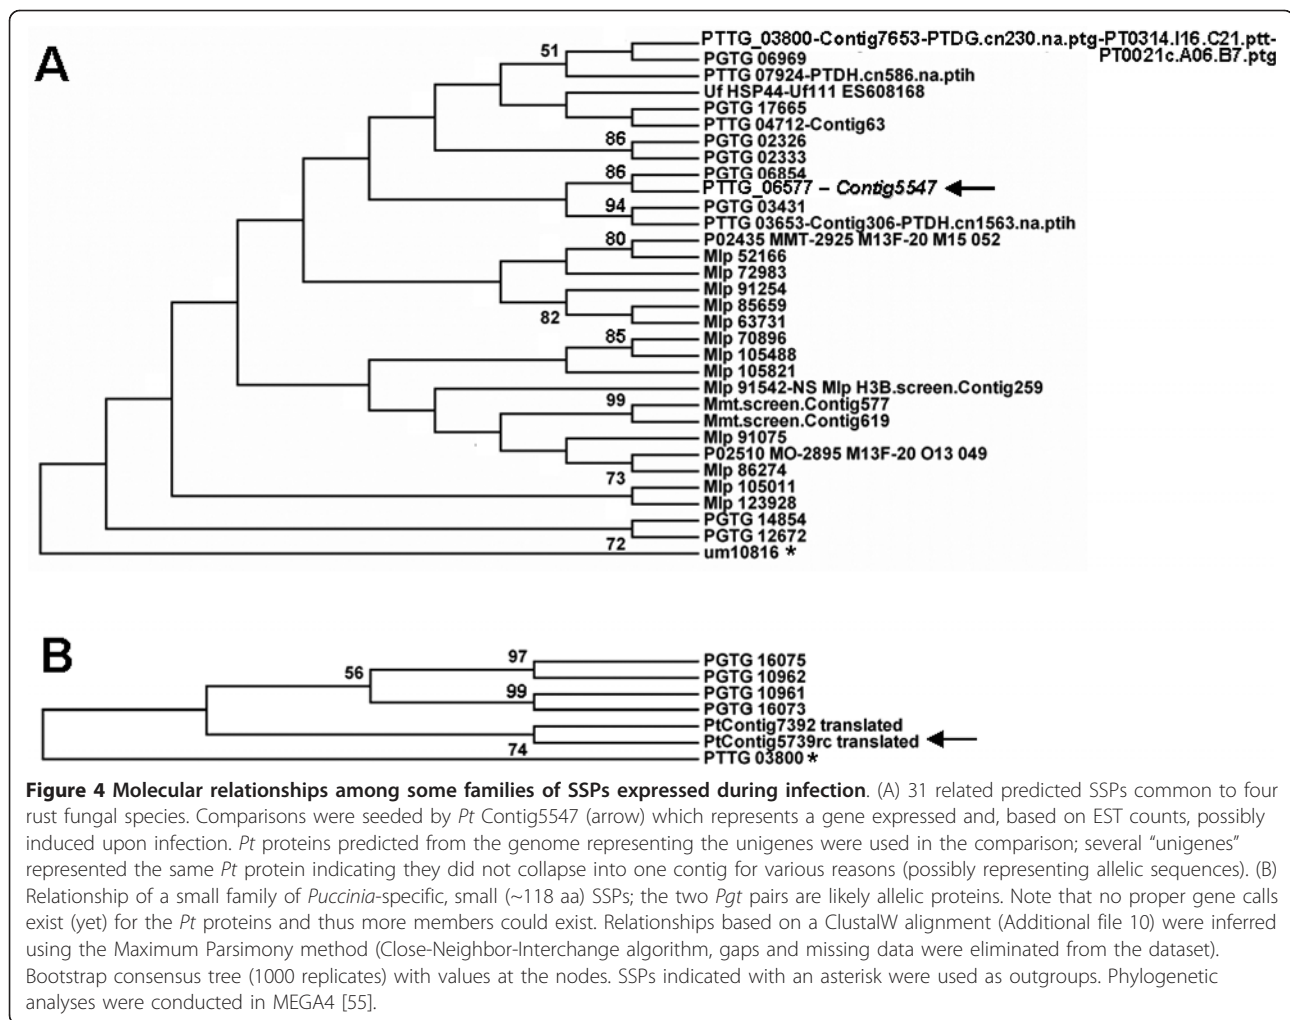 A
PTTG_03800-Contig7653-PTDG.cn230.na.ptg-PT0314.I16.C21.ptt-
PT0021c.A06.B7.ptg
51
PGTG 06969
PTTG 07924-PTDH.cn586.na.ptih
Uf HSP44-Uf111 ES608168
PGTG 17665
PTTG 04712-Contig63
86
PGTG 02326
PGTG 02333
86
PGTG 06854
PTTG_06577 – Contig5547
94
PGTG 03431
PTTG 03653-Contig306-PTDH.cn1563.na.ptih
80
P02435 MMT-2925 M13F-20 M15 052
Mlp 52166
Mlp 72983
Mlp 91254
Mlp 85659
82
Mlp 63731
85
Mlp 70896
Mlp 105488
Mlp 105821
Mlp 91542-NS Mlp H3B.screen.Contig259
99
Mmt.screen.Contig577
Mmt.screen.Contig619
Mlp 91075
P02510 MO-2895 M13F-20 O13 049
Mlp 86274
73
Mlp 105011
Mlp 123928
PGTG 14854
PGTG 12672
72
um10816 *
B
97
PGTG 16075
56
PGTG 10962
99
PGTG 10961
PGTG 16073
PtContig7392 translated
PtContig5739rc translated
74
PTTG 03800 *
Figure 4 Molecular relationships among some families of SSPs expressed during infection. (A) 31 related predicted SSPs common to four
rust fungal species. Comparisons were seeded by Pt Contig5547 (arrow) which represents a gene expressed and, based on EST counts, possibly
induced upon infection. Pt proteins predicted from the genome representing the unigenes were used in the comparison; several “unigenes”
represented the same Pt protein indicating they did not collapse into one contig for various reasons (possibly representing allelic sequences). (B)
Relationship of a small family of Puccinia-specific, small (~118 aa) SSPs; the two Pgt pairs are likely allelic proteins. Note that no proper gene calls
exist (yet) for the Pt proteins and thus more members could exist. Relationships based on a ClustalW alignment (Additional file 10) were inferred
using the Maximum Parsimony method (Close-Neighbor-Interchange algorithm, gaps and missing data were eliminated from the dataset).
Bootstrap consensus tree (1000 replicates) with values at the nodes. SSPs indicated with an asterisk were used as outgroups. Phylogenetic
analyses were conducted in MEGA4 [55].